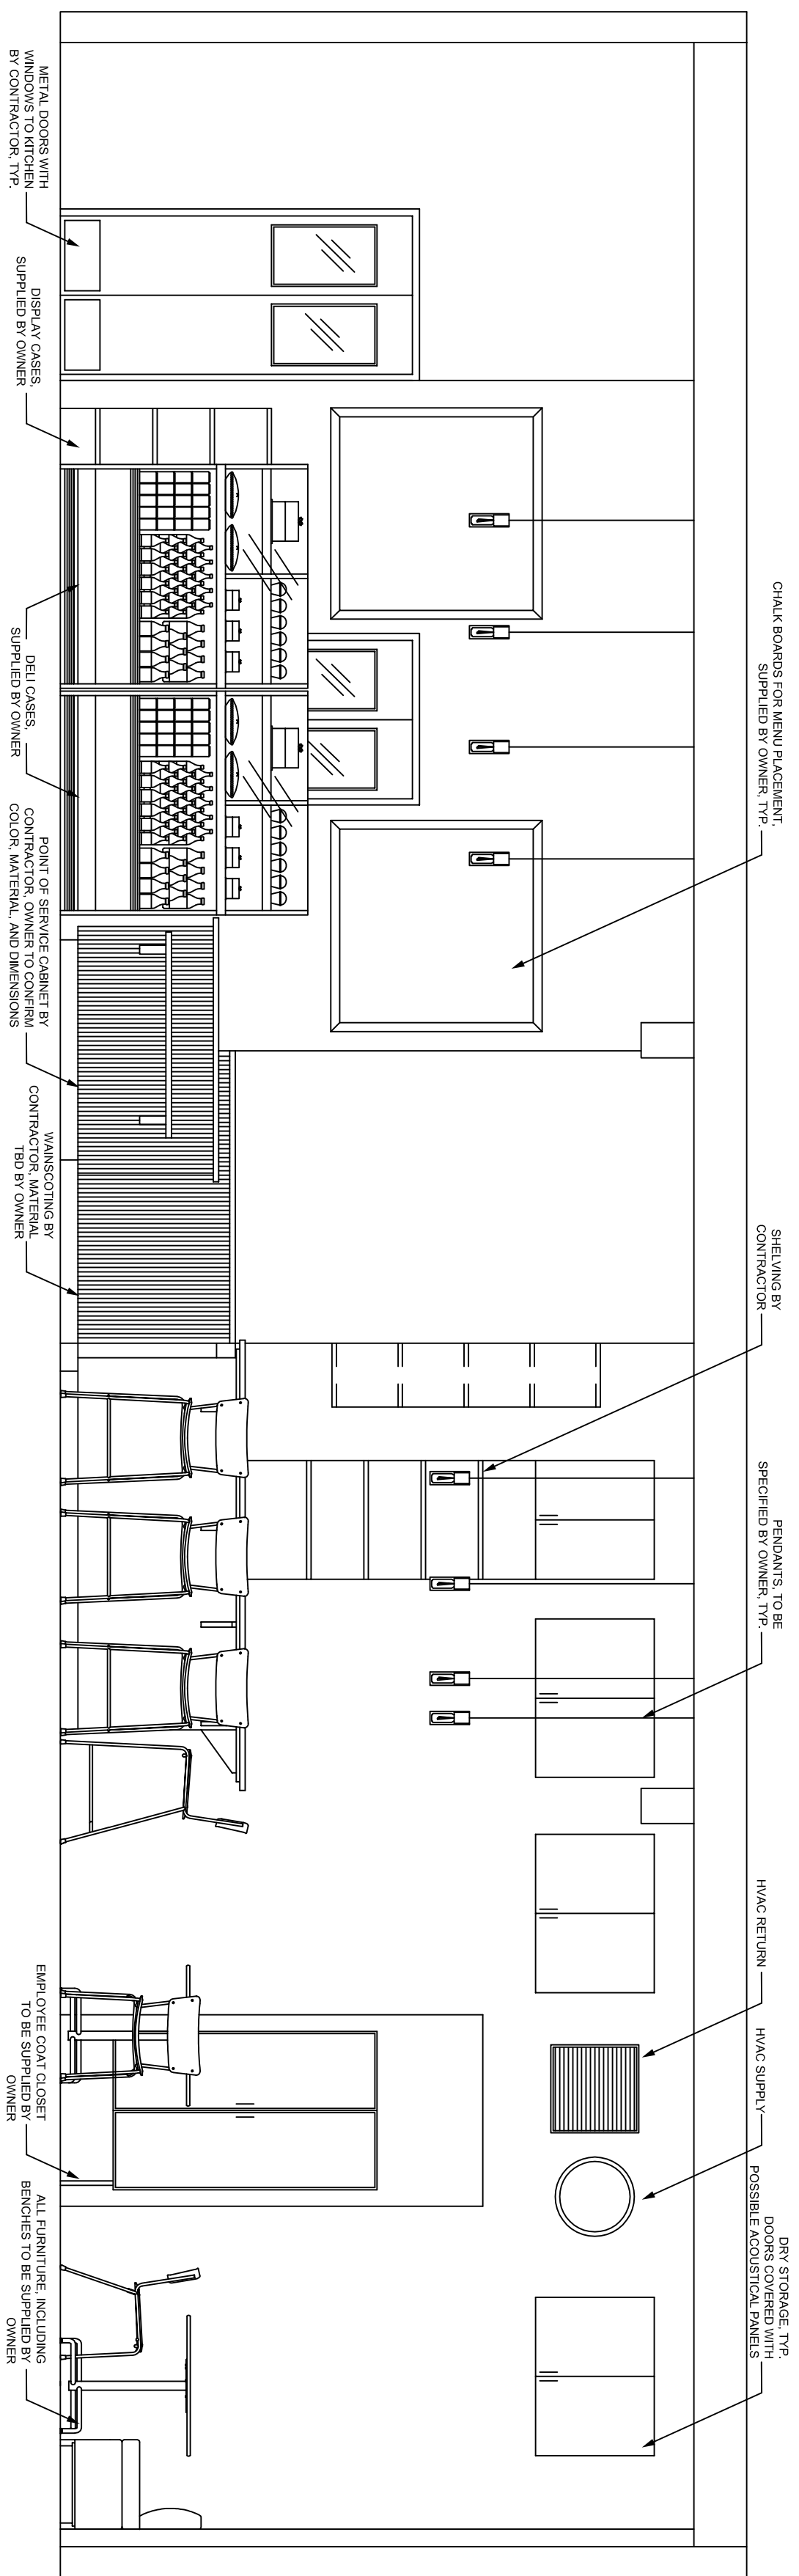 CHALK BOARDS FOR MENU PLACEMENT,
SUPPLIED BY OWNER, TYP.
SHELVING BY
CONTRACTOR
PENDANTS, TO BE
SPECIFIED BY OWNER, TYP.
HVAC RETURN
HVAC SUPPLY
DRY STORAGE, TYP.
DOORS COVERED WITH
POSSIBLE ACOUSTICAL PANELS
METAL DOORS WITH
WINDOWS TO KITCHEN
BY CONTRACTOR, TYP.
DISPLAY CASES,
SUPPLIED BY OWNER
DELI CASES,
SUPPLIED BY OWNER
POINT OF SERVICE CABINET BY
CONTRACTOR, OWNER TO CONFIRM
COLOR, MATERIAL, AND DIMENSIONS
WAINSCOTING BY
CONTRACTOR, MATERIAL
TBD BY OWNER
EMPLOYEE COAT CLOSET
TO BE SUPPLIED BY
OWNER
ALL FURNITURE, INCLUDING
BENCHES TO BE SUPPLIED BY
OWNER